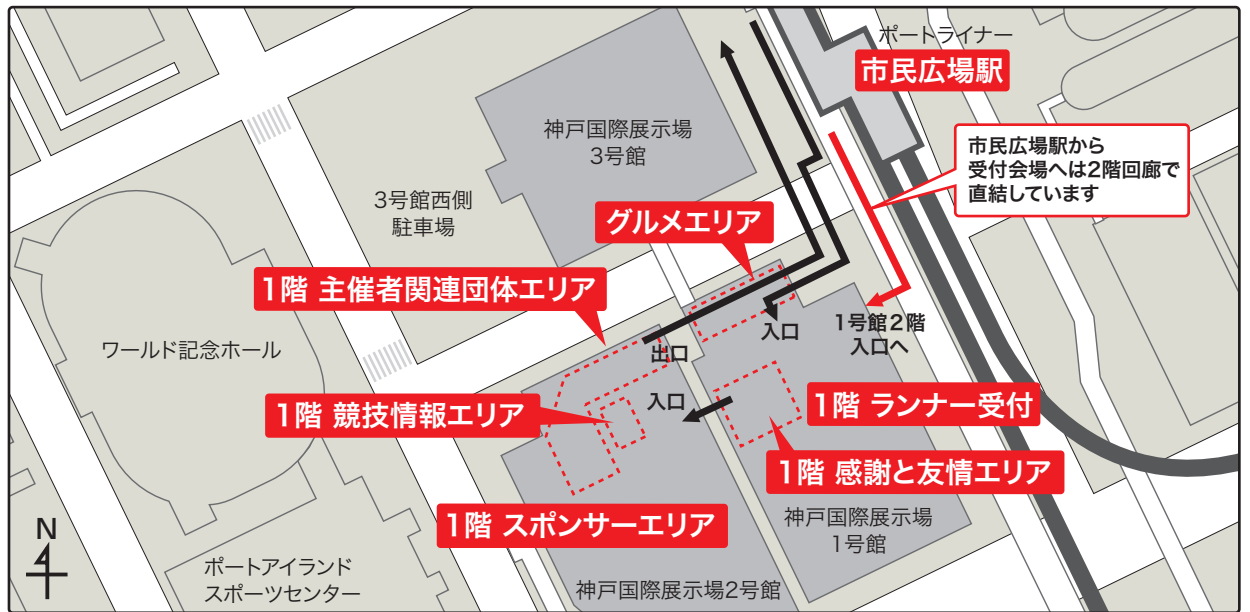 ポートライナー
市民広場駅
市民広場駅から
受付会場へは2階回廊で
直結しています
神戸国際展示場
3号館
3号館西側
駐車場
グルメエリア
1階 主催者関連団体エリア
ワールド記念ホール
出口
入口
1号館2階
入口へ
入口
1階 競技情報エリア
1階 ランナー受付
1階 感謝と友情エリア
1階 スポンサーエリア
神戸国際展示場
1号館
N
ポートアイランド
スポーツセンター
神戸国際展示場2号館